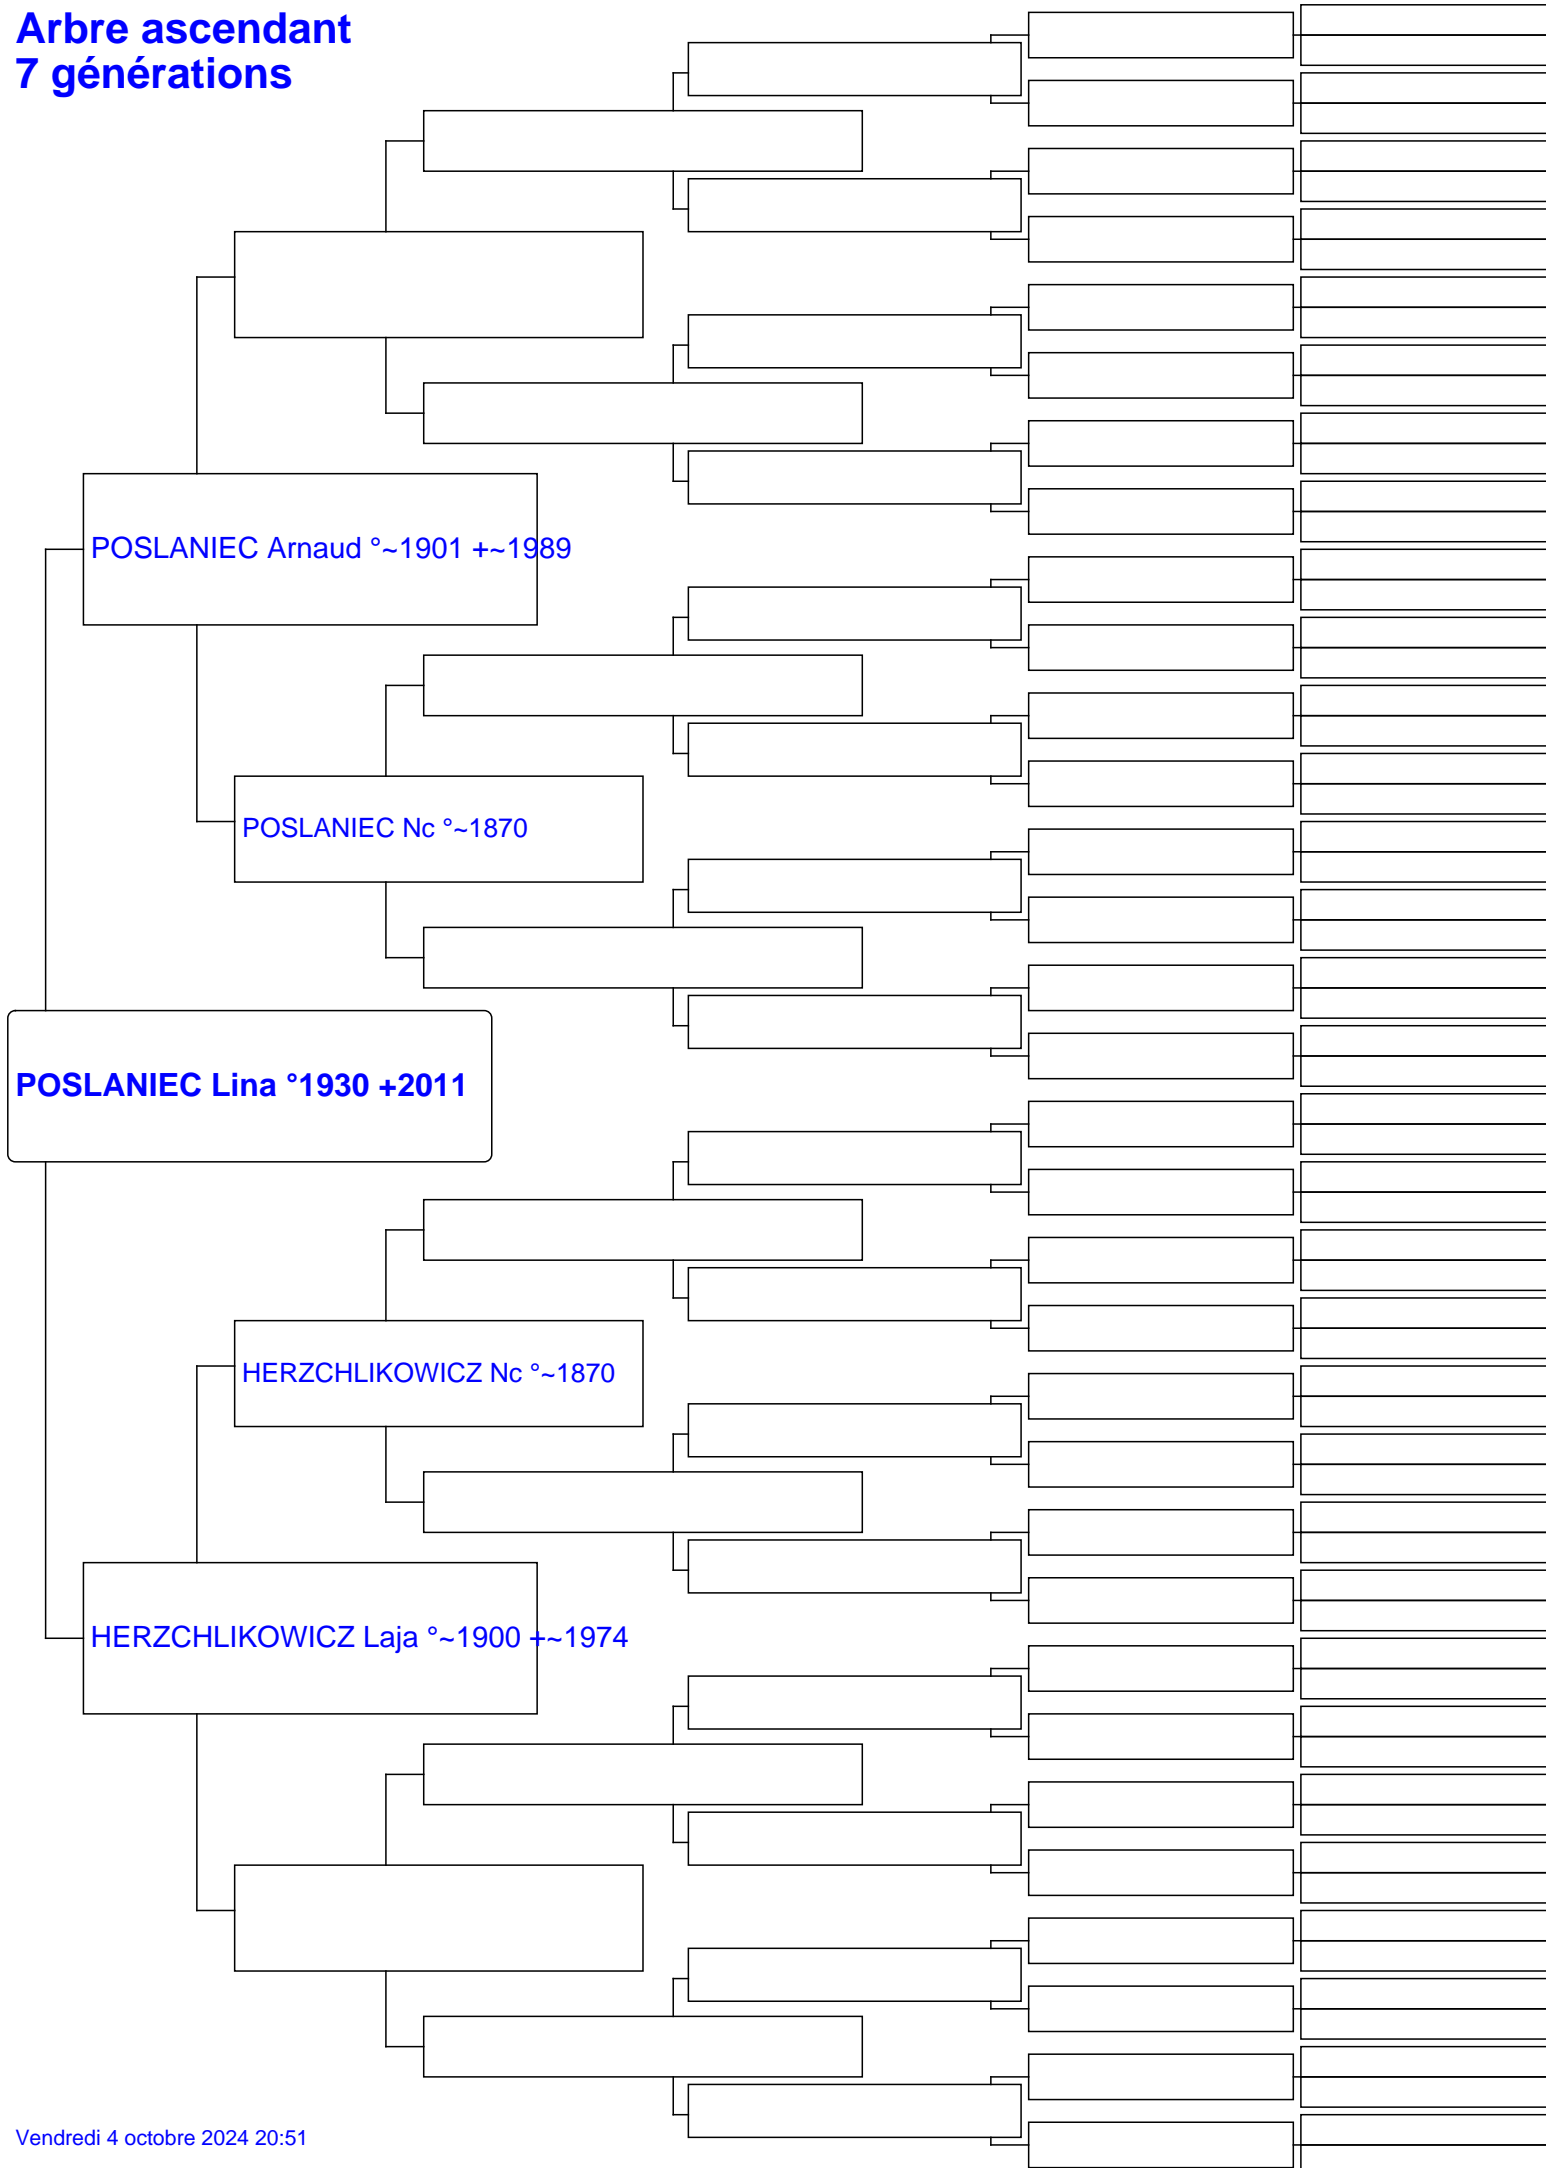 Arbre ascendant
7 générations
POSLANIEC Arnaud °~1901 +~1989
POSLANIEC Nc °~1870
POSLANIEC Lina °1930 +2011
HERZCHLIKOWICZ Nc °~1870
HERZCHLIKOWICZ Laja °~1900 +~1974
Vendredi 4 octobre 2024 20:51